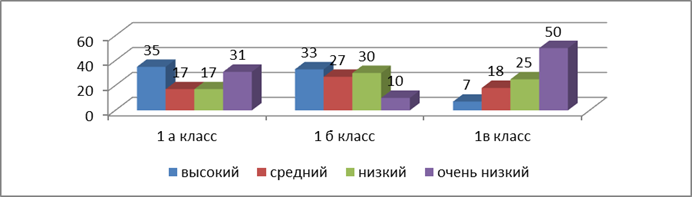 60
40
20
0
35 17 17 31
33 27 30 10
7 18 25 50
1 а класс 1 б класс 1в класс
высокий средний низкий очень низкий